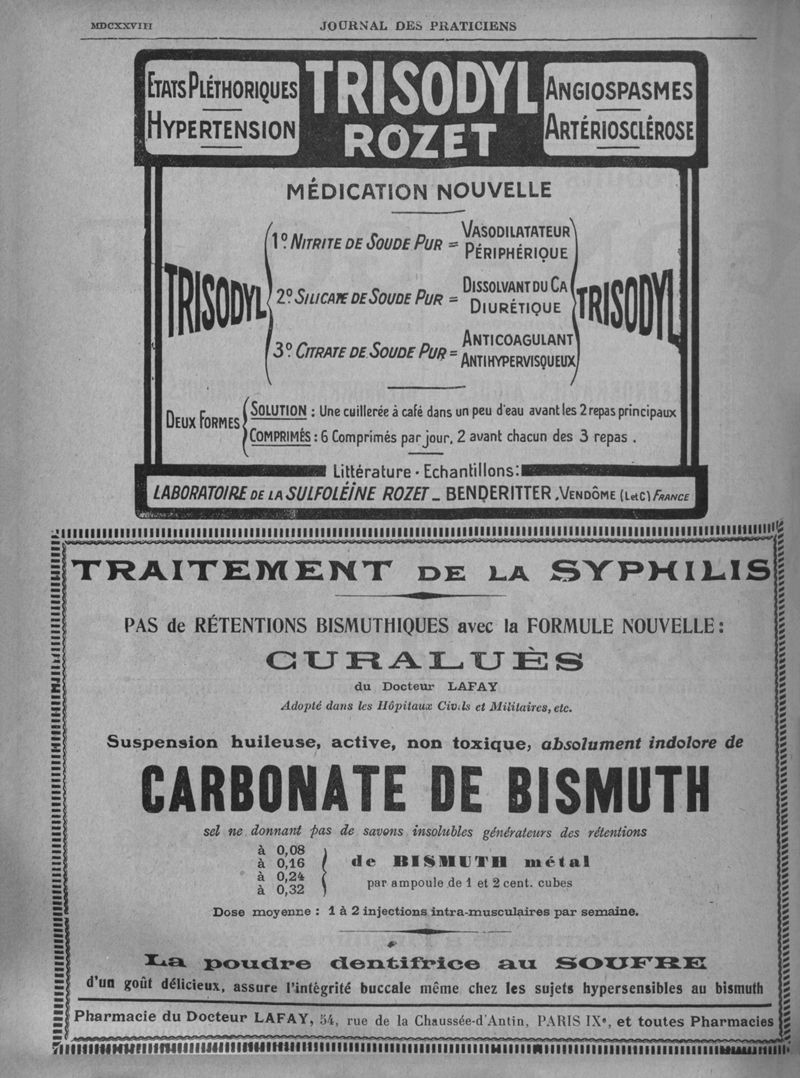 MDCXXVIII
JOURNAL DES PRATICIENS
ETATS PLÉTHORIQUES
HYPERTENSION
TRISODYL
ROZET
ANGIOSPASMES
ARTÉRIOSCLÉROSE
MÉDICATION NOUVELLE
TRISODYL
1º. NITRITE DE SOUDE PUR = VASODILATATEUR
PÉRIPHÉRIQUE
2º. SILICATE DE SOUDE PUR = DISSOLVANT DU CA
DIURÉTIQUE
3º. CITRATE DE SOUDE PUR = ANTICOAGULANT
ANTIHYPERVISQUEUX
TRISODYL
DEUX FORMES
SOLUTION : Une cuillerée à café dans un peu d'eau avant les 2 repas principaux
COMPRIMÉS : 6 Comprimés par jour, 2 avant chacun des 3 repas .
Littérature - Echantillons:
LABORATOIRE DE LA SULFOLÉINE ROZET _ BENDERITTER , VENDÔME (L et C) FRANCE
TRAITEMENT DE LA SYPHILIS
PAS de RÉTENTIONS BISMUTHIQUES avec la FORMULE NOUVELLE :
CURALUÈS
du Docteur LAFAY
Adopté dans les Hôpitaux Civils et Militaires, etc.
Suspension huileuse, active, non toxique, absolument indolore de
CARBONATE DE BISMUTH
sel ne donnant pas de savons insolubles générateurs des rétentions
à 0,08
à 0,16
à 0,24
à 0,32
de BISMUTH métal
par ampoule de 1 et 2 cent. cubes
Dose moyenne : 1 à 2 injections intra-musculaires par semaine.
La poudre dentifrice au SOUFRE
d'un goût délicieux, assure l'intégrité buccale même chez les sujets hypersensibles au bismuth
Pharmacie du Docteur LAFAY, 54, rue de la Chaussée-d'Antin, PARIS IXe, et toutes Pharmacies